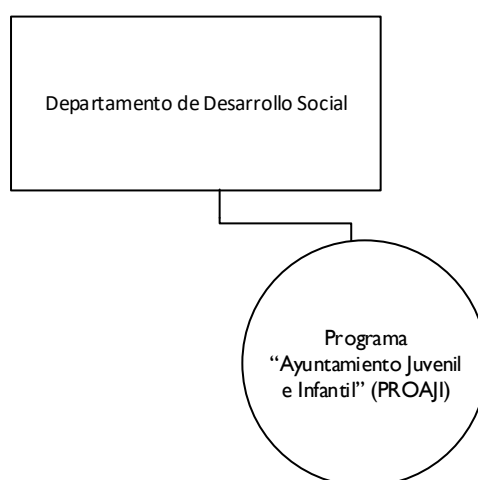 Departamento de Desarrollo Social
Programa
“Ayuntamiento Juvenil
e Infantil” (PROAJI)